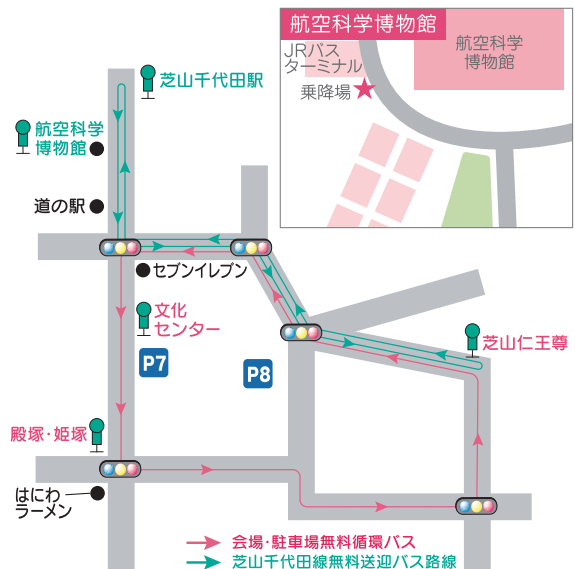 航空科学博物館
JRバス
ターミナル
航空科学
博物館
乗降場
芝山千代田駅
航空科学
博物館
道の駅
セブンイレブン
文化
センター
P7
P8
芝山仁王尊
殿塚・姫塚
はにわ
ラーメン
会場・駐車場無料循環バス
芝山千代田線無料送迎バス路線